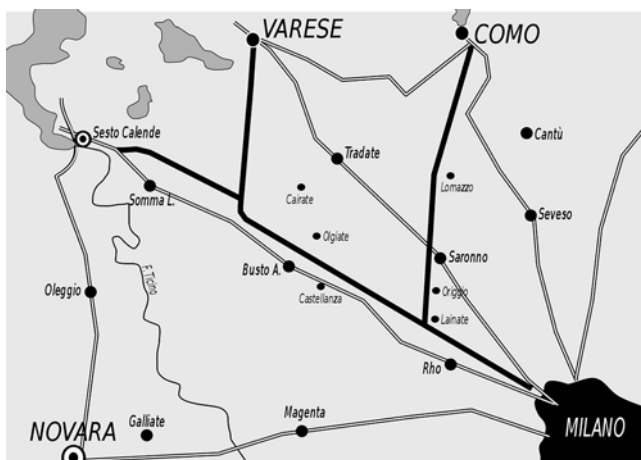 VARESE
COMO
Sesto Calende
Cantù
Tradate
Somma L.
Cairate
Lomazzo
Seveso
Olgiate
Saronno
Busto A.
F. Ticino
Oleggio
Castellanza
Origgio
Lainate
Rho
Magenta
Galliate
NOVARA
MILANO